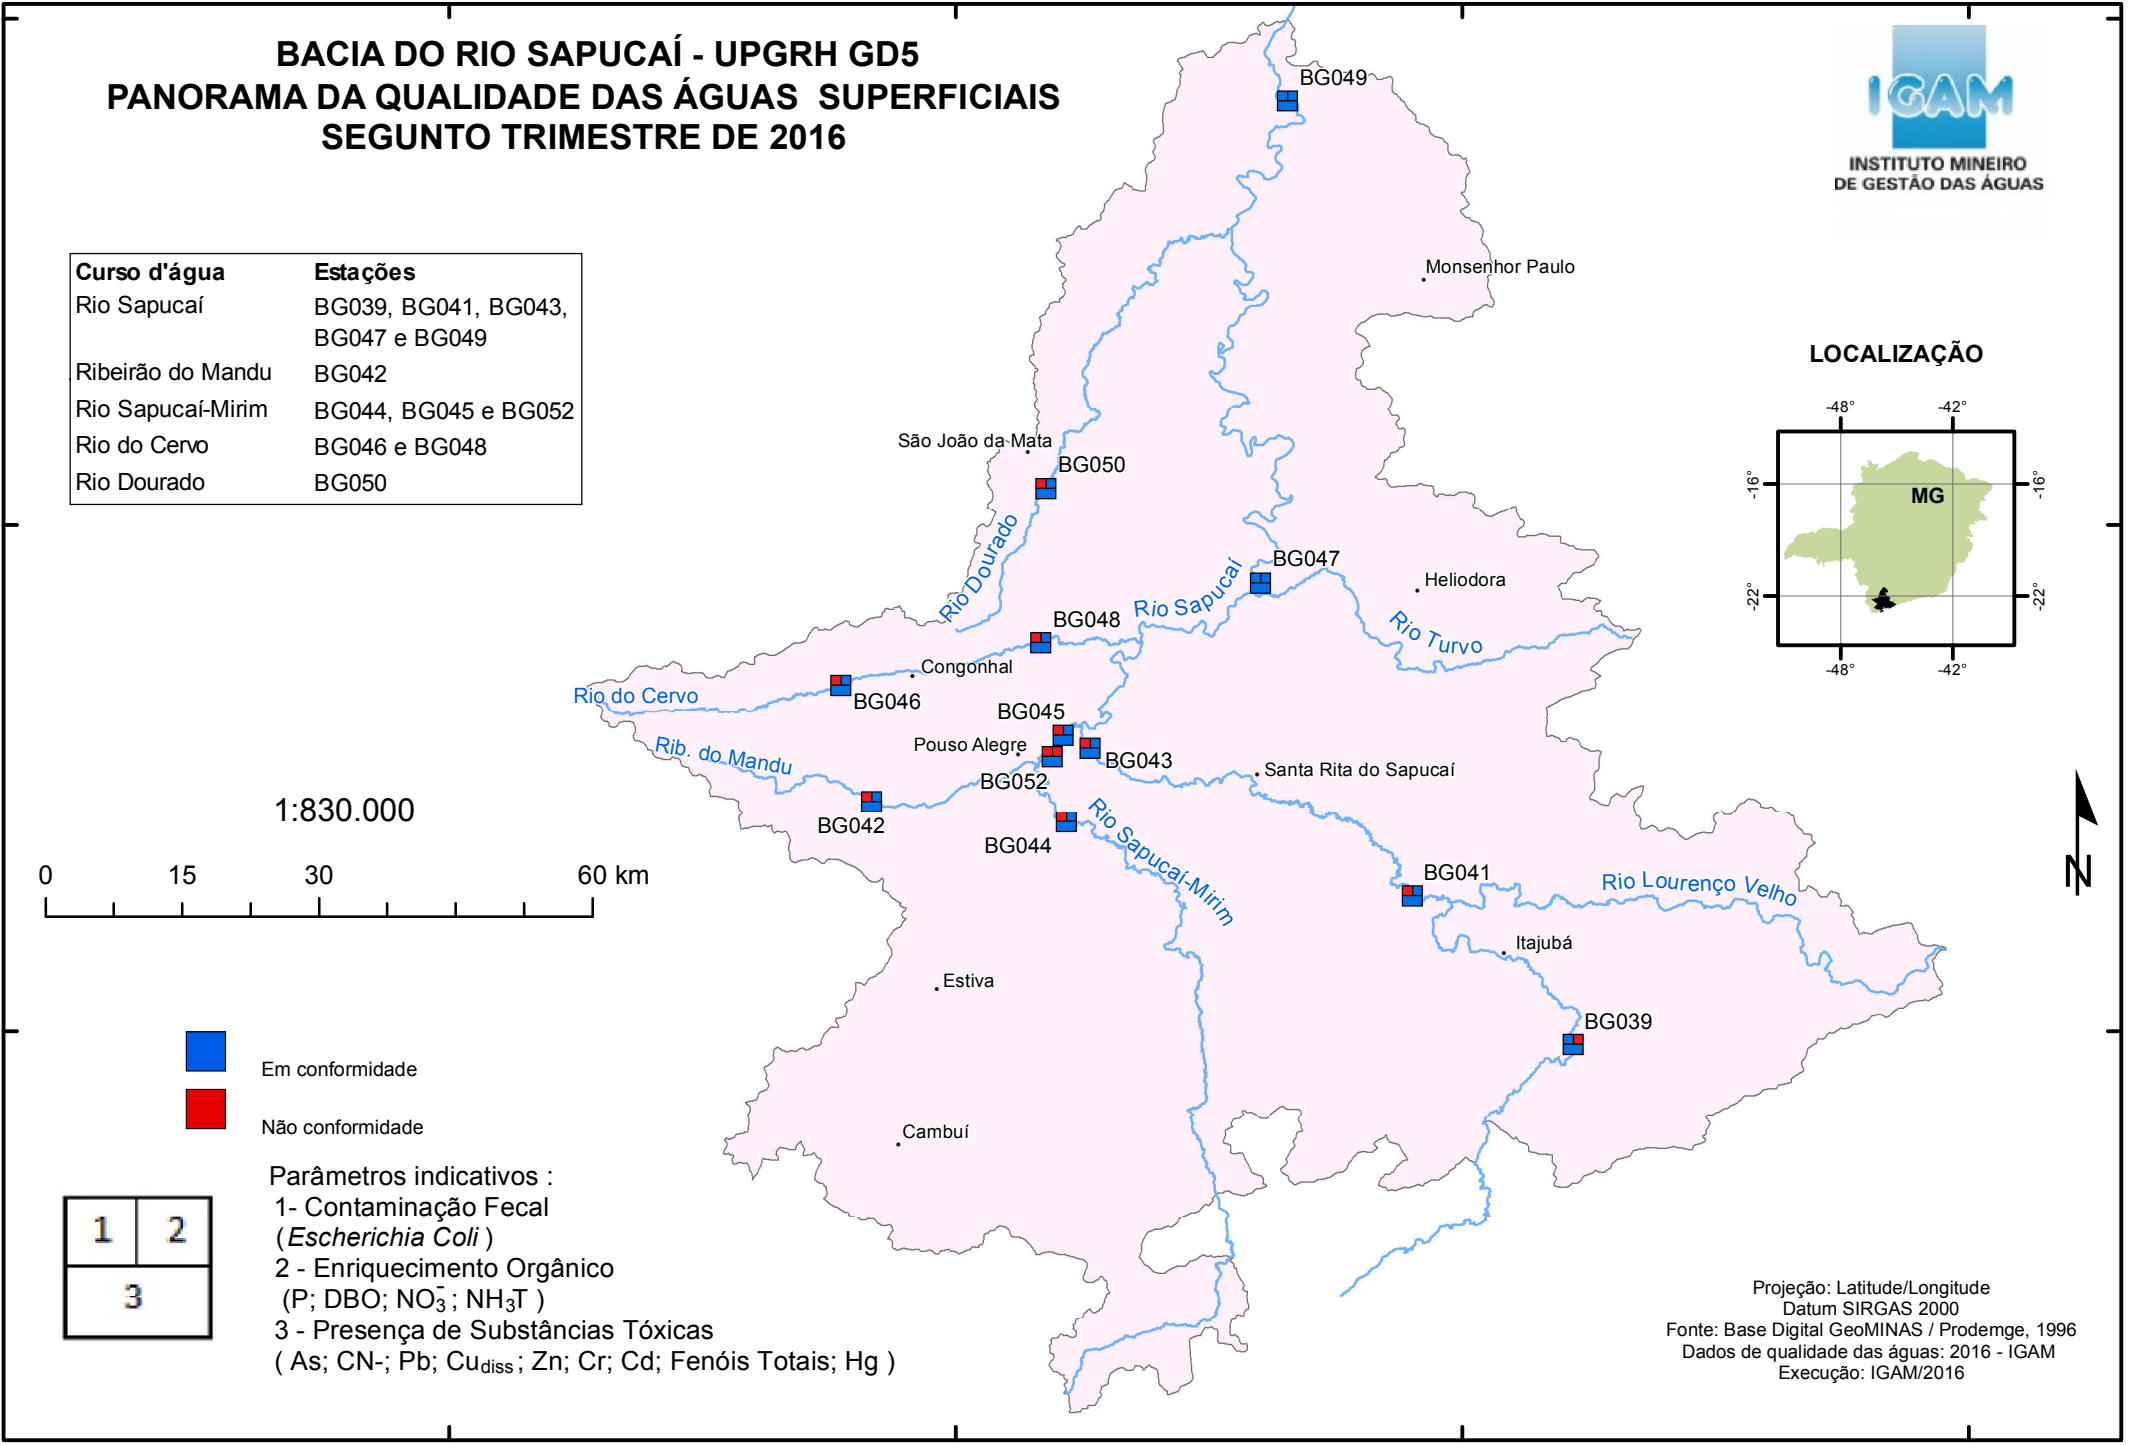 BACIA DO RIO SAPUCAÍ - UPGRH GD5
PANORAMA DA QUALIDADE DAS ÁGUAS SUPERFICIAIS
SEGUNTO TRIMESTRE DE 2016
IGAM
INSTITUTO MINEIRO
DE GESTÃO DAS ÁGUAS
Curso d'água Estações
Rio Sapucaí BG039, BG041, BG043,
BG047 e BG049
Ribeirão do Mandu BG042
Rio Sapucaí-Mirim BG044, BG045 e BG052
Rio do Cervo BG046 e BG048
Rio Dourado BG050
BG049
Monsenhor Paulo
LOCALIZAÇÃO
-48° -42°
-16° -16°
MG
-22° -22°
-48° -42°
São João da Mata
BG050
Rio Dourado
BG047
Rio Sapucaí
Heliodora
Rio Turvo
BG048
Congonhal
Rio do Cervo
BG046
BG045
Pouso Alegre
Rib. do Mandu
BG043
BG052
Santa Rita do Sapucaí
BG042
BG044
Rio Sapucaí-Mirim
BG041
Rio Lourenço Velho
Itajubá
BG039
Estiva
Cambuí
N
1:830.000
0 15 30 60 km
Em conformidade
Não conformidade
Parâmetros indicativos :
1- Contaminação Fecal
(Escherichia Coli )
2 - Enriquecimento Orgânico
(P; DBO; NO₃⁻; NH₃T )
3 - Presença de Substâncias Tóxicas
( As; CN-; Pb; Cudiss; Zn; Cr; Cd; Fenóis Totais; Hg )
1 2
3
Projeção: Latitude/Longitude
Datum SIRGAS 2000
Fonte: Base Digital GeoMINAS / Prodemge, 1996
Dados de qualidade das águas: 2016 - IGAM
Execução: IGAM/2016